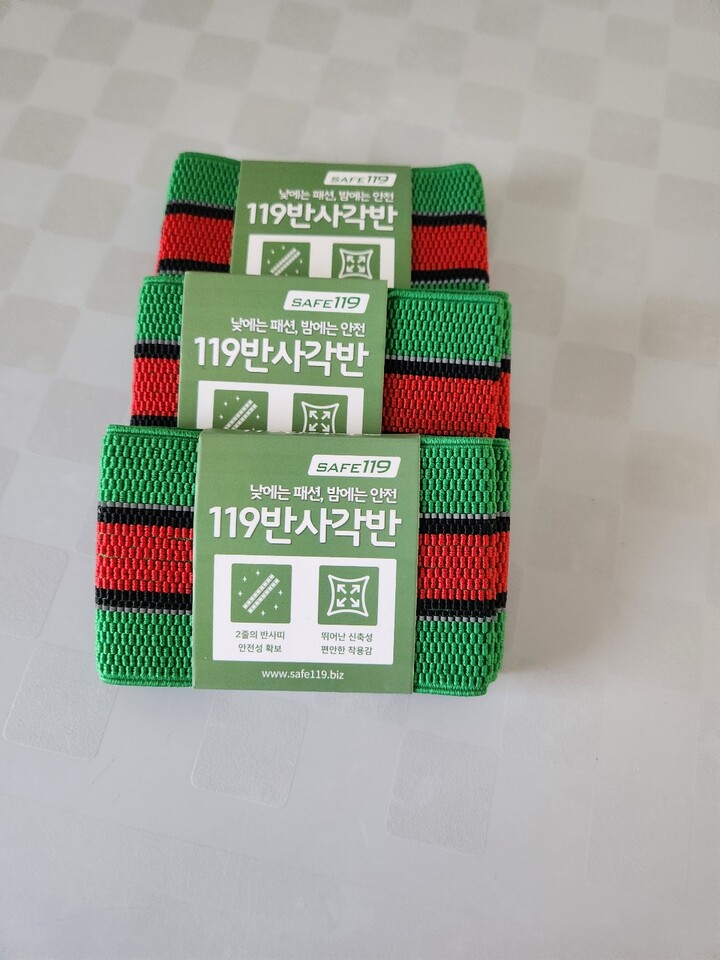 SAFE119
낮에는 패션, 밤에는 안전
119반사각반
SAFE119
낮에는 패션, 밤에는 안전
119반사각반
SAFE119
낮에는 패션, 밤에는 안전
119반사각반
2줄의 반사띠
안전성 확보
뛰어난 신축성
편안한 착용감
www.safe119.biz